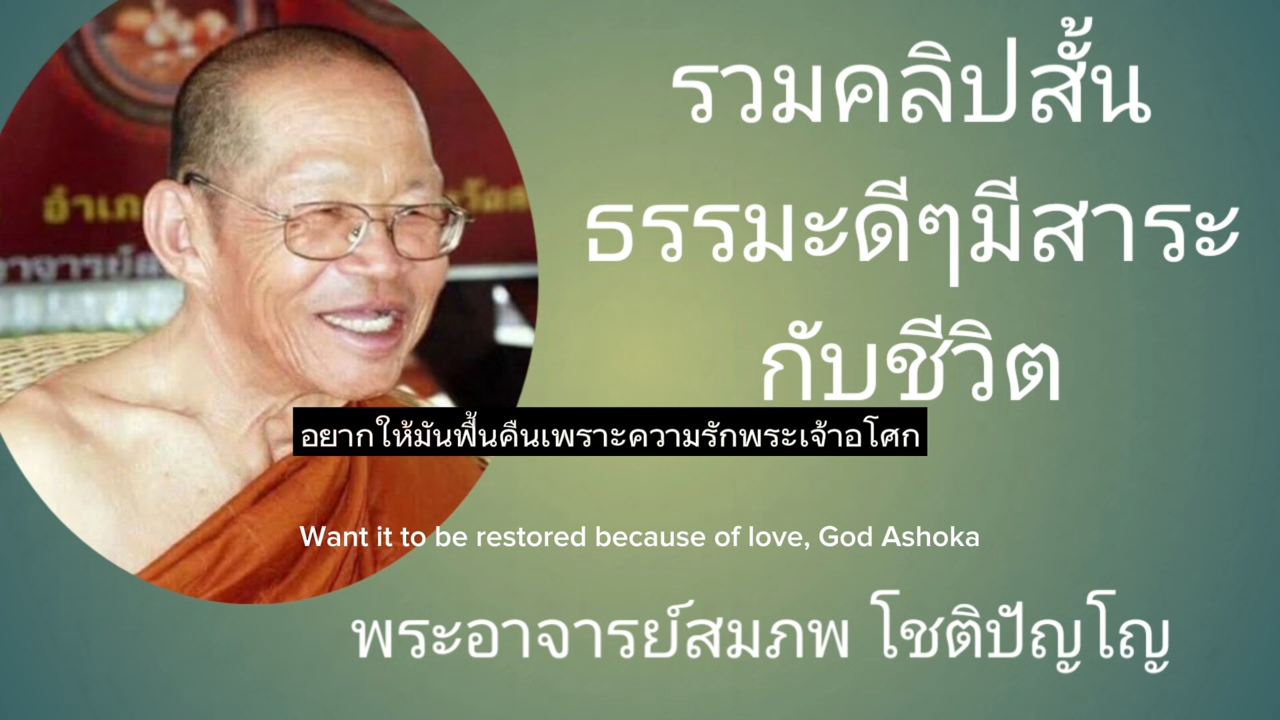 รวมคลิปสั้น
ธรรมะดีๆมีสาระ
กับชีวิต
อำเภ
อยากให้มันฟื้นคืนเพราะความรักพระเจ้าอโศก
Want it to be restored because of love, God Ashoka
พระอาจารย์สมภพ โชติปัญโญ